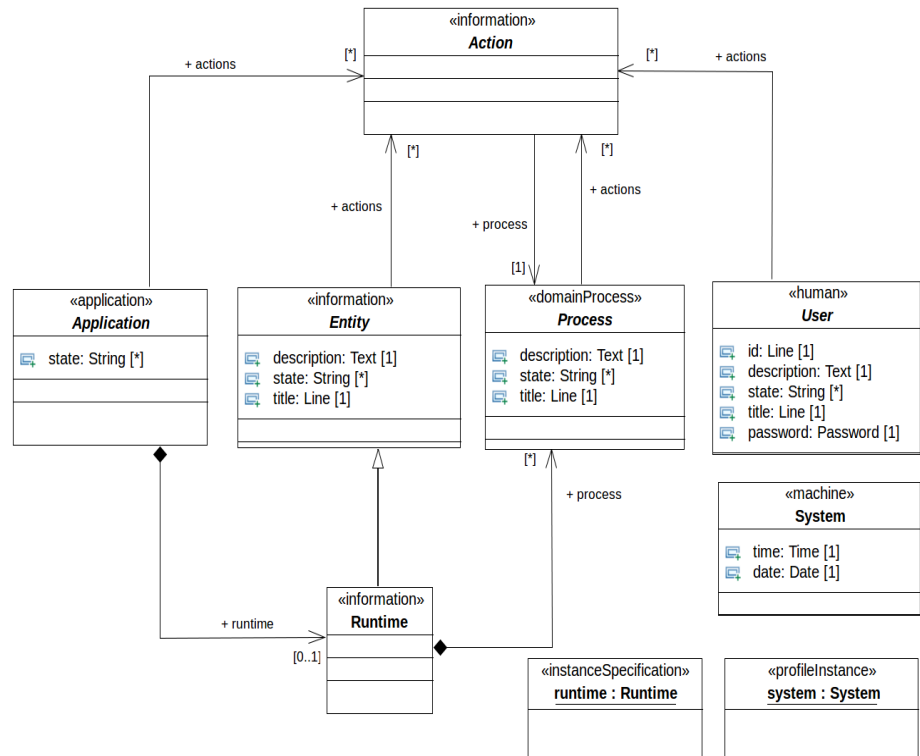 «information»
Action
[*]
[*]
+ actions
+ actions
[*]
[*]
+ actions
+ process
+ actions
[1]
«application»
Application
state: String [*]
«information»
Entity
description: Text [1]
state: String [*]
title: Line [1]
«domainProcess»
Process
description: Text [1]
state: String [*]
title: Line [1]
«human»
User
id: Line [1]
description: Text [1]
state: String [*]
title: Line [1]
password: Password [1]
[*]
+ process
«machine»
System
time: Time [1]
date: Date [1]
+ runtime
[0..1]
«information»
Runtime
«instanceSpecification»
runtime : Runtime
«profileInstance»
system : System